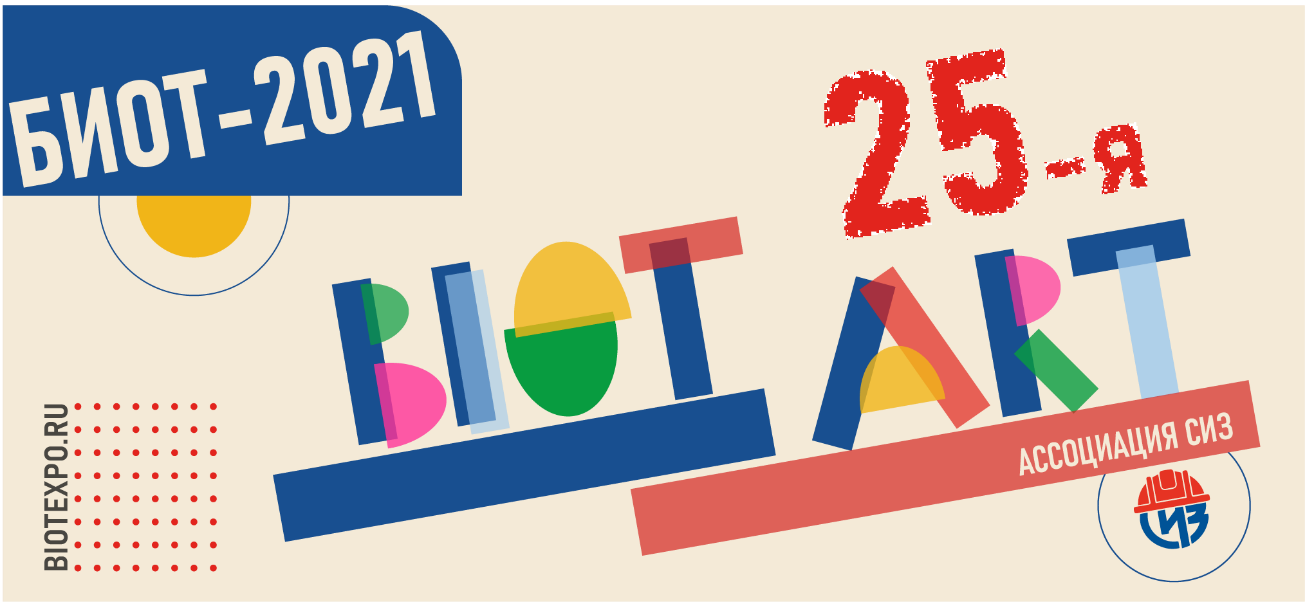 БИОТ-2021
25-я
BIOT ART
АССОЦИАЦИЯ СИЗ
СИЗ
BIOTEXPO.RU